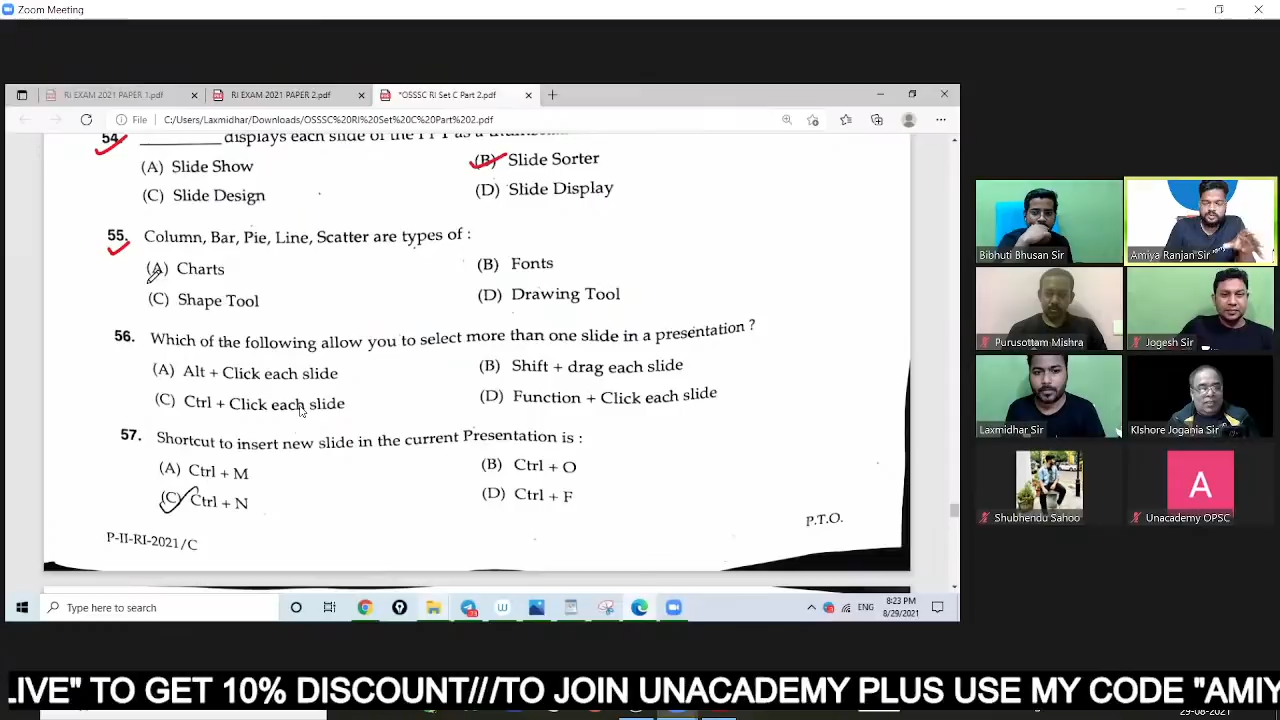 Zoom Meeting
RI EXAM 2021 PAPER 1.pdf
RI EXAM 2021 PAPER 2.pdf
*OSSSC RI Set C Part 2.pdf
File C:/Users/Laxmidhar/Downloads/OSSSC%20RI%20Set%20C%20Part%202.pdf
54. displays each slide of the PPT as a
(A) Slide Show
(B) Slide Sorter
(C) Slide Design
(D) Slide Display
55. Column, Bar, Pie, Line, Scatter are types of :
(A) Charts
(B) Fonts
(C) Shape Tool
(D) Drawing Tool
56. Which of the following allow you to select more than one slide in a presentation ?
(A) Alt + Click each slide
(B) Shift + drag each slide
(C) Ctrl + Click each slide
(D) Function + Click each slide
57. Shortcut to insert new slide in the current Presentation is :
(A) Ctrl + M
(B) Ctrl + O
(C) Ctrl + N
(D) Ctrl + F
P-II-RI-2021/C
P.T.O.
Type here to search
ENG
8:23 PM
8/29/2021
Bibhuti Bhusan Sir
Amiya Ranjan Sir
Purusottam Mishra
Jogesh Sir
Laxmidhar Sir
KIshore Jogania Sir
Shubhendu Sahoo
A
Unacademy OPSC
.IVE" TO GET 10% DISCOUNT///TO JOIN UNACADEMY PLUS USE MY CODE "AMIY
29-08-2021